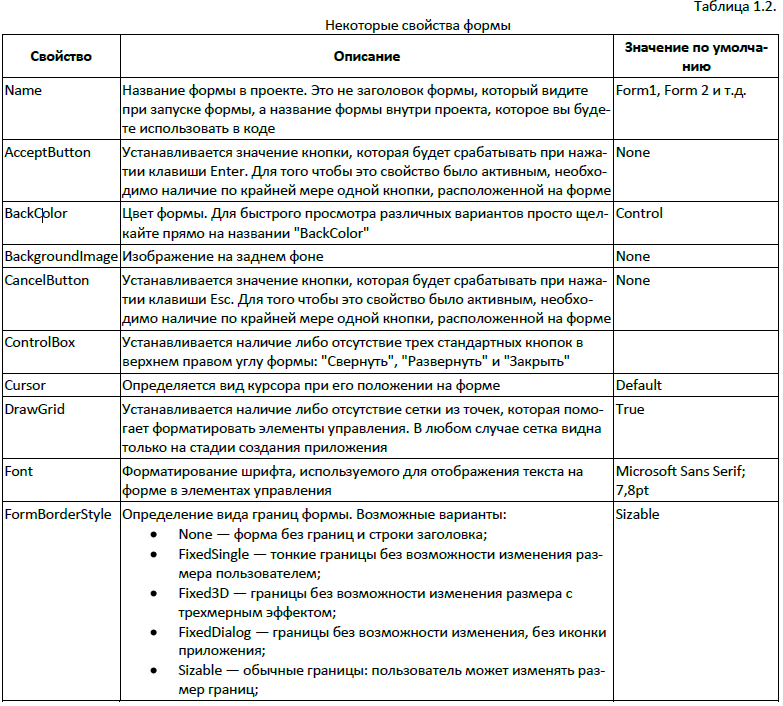 Таблица 1.2.
Некоторые свойства формы
Свойство
Описание
Значение по умолча-
нию
Name
Название формы в проекте. Это не заголовок формы, который видите
при запуске формы, а название формы внутри проекта, которое вы буде-
те использовать в коде
Form1, Form 2 и т.д.
AcceptButton
Устанавливается значение кнопки, которая будет срабатывать при нажа-
тии клавиши Enter. Для того чтобы это свойство было активным, необхо-
димо наличие по крайней мере одной кнопки, расположенной на форме
None
BackColor
Цвет формы. Для быстрого просмотра различных вариантов просто щел-
кайте прямо на названии "BackColor"
Control
BackgroundImage
Изображение на заднем фоне
None
CancelButton
Устанавливается значение кнопки, которая будет срабатывать при нажа-
тии клавиши Esc. Для того чтобы это свойство было активным, необхо-
димо наличие по крайней мере одной кнопки, расположенной на форме
None
ControlBox
Устанавливается наличие либо отсутствие трех стандартных кнопок в
верхнем правом углу формы: "Свернуть", "Развернуть" и "Закрыть"
Cursor
Определяется вид курсора при его положении на форме
Default
DrawGrid
Устанавливается наличие либо отсутствие сетки из точек, которая помо-
гает форматировать элементы управления. В любом случае сетка видна
только на стадии создания приложения
True
Font
Форматирование шрифта, используемого для отображения текста на
форме в элементах управления
Microsoft Sans Serif;
7,8pt
FormBorderStyle
Определение вида границ формы. Возможные варианты:
• None — форма без границ и строки заголовка;
• FixedSingle — тонкие границы без возможности изменения раз-
мера пользователем;
• Fixed3D — границы без возможности изменения размера с
трехмерным эффектом;
• FixedDialog — границы без возможности изменения, без иконки
приложения;
• Sizable — обычные границы: пользователь может изменять раз-
мер границ;
Sizable